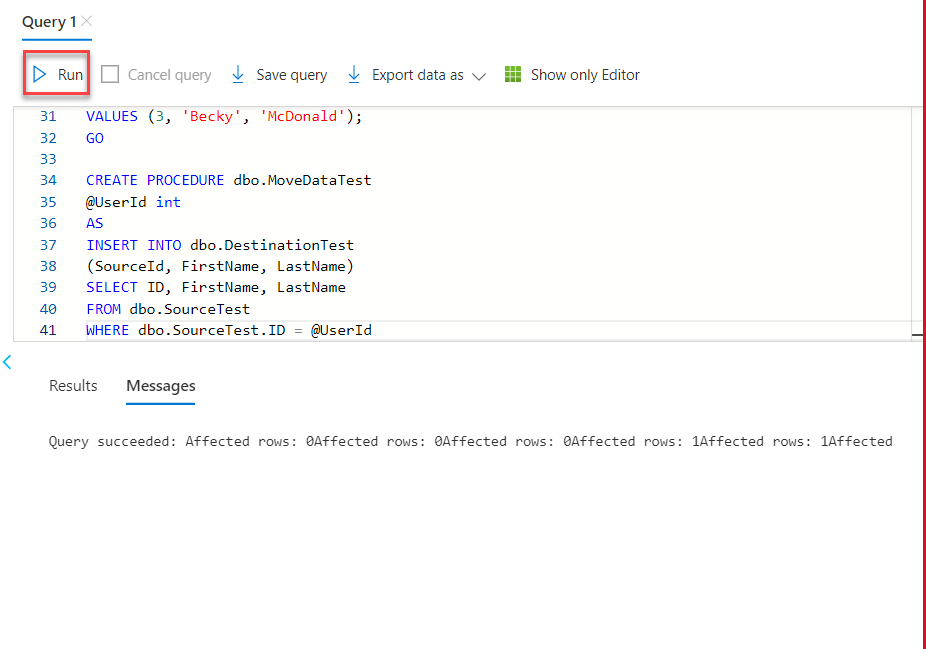 Query 1
Run Cancel query Save query Export data as Show only Editor
31 VALUES (3, 'Becky', 'McDonald');
32 GO
33
34 CREATE PROCEDURE dbo.MoveDataTest
35 @UserId int
36 AS
37 INSERT INTO dbo.DestinationTest
38 (SourceId, FirstName, LastName)
39 SELECT ID, FirstName, LastName
40 FROM dbo.SourceTest
41 WHERE dbo.SourceTest.ID = @UserId
Results Messages
Query succeeded: Affected rows: 0Affected rows: 0Affected rows: 0Affected rows: 1Affected rows: 1Affected